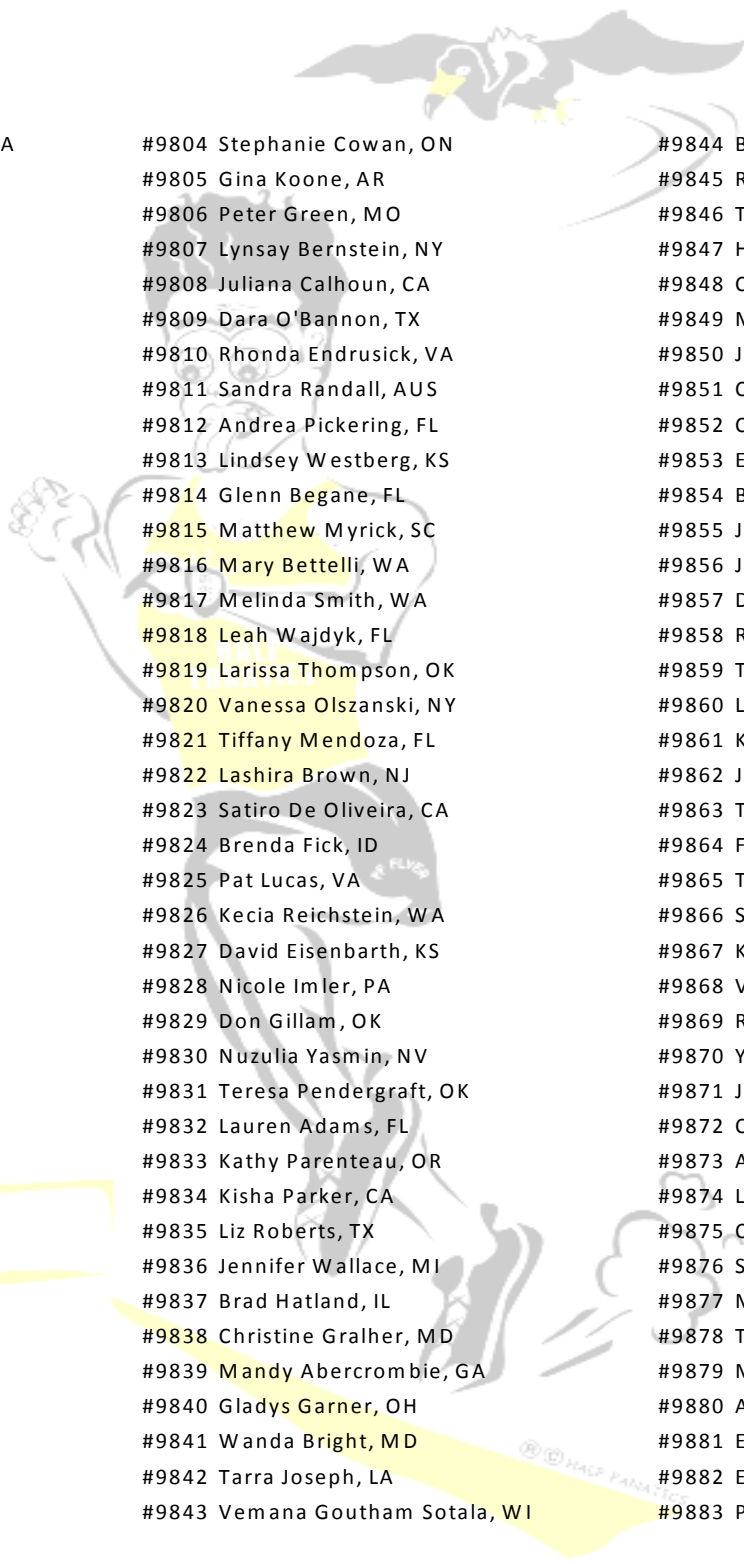 A
#9804 Stephanie Cowan, ON
#9805 Gina Koone, AR
#9806 Peter Green, MO
#9807 Lynsay Bernstein, NY
#9808 Juliana Calhoun, CA
#9809 Dara O'Bannon, TX
#9810 Rhonda Endrusick, VA
#9811 Sandra Randall, AUS
#9812 Andrea Pickering, FL
#9813 Lindsey Westberg, KS
#9814 Glenn Begane, FL
#9815 Matthew Myrick, SC
#9816 Mary Bettelli, WA
#9817 Melinda Smith, WA
#9818 Leah Wajdyk, FL
#9819 Larissa Thompson, OK
#9820 Vanessa Olszanski, NY
#9821 Tiffany Mendoza, FL
#9822 Lashira Brown, NJ
#9823 Satiro De Oliveira, CA
#9824 Brenda Fick, ID
#9825 Pat Lucas, VA
#9826 Kecia Reichstein, WA
#9827 David Eisenbarth, KS
#9828 Nicole Imler, PA
#9829 Don Gillam, OK
#9830 Nuzulia Yasmin, NV
#9831 Teresa Pendergraft, OK
#9832 Lauren Adams, FL
#9833 Kathy Parenteau, OR
#9834 Kisha Parker, CA
#9835 Liz Roberts, TX
#9836 Jennifer Wallace, MI
#9837 Brad Hatland, IL
#9838 Christine Gralher, MD
#9839 Mandy Abercrombie, GA
#9840 Gladys Garner, OH
#9841 Wanda Bright, MD
#9842 Tarra Joseph, LA
#9843 Vemana Goutham Sotala, WI
#9844
#9845
#9846
#9847
#9848
#9849
#9850
#9851
#9852
#9853
#9854
#9855
#9856
#9857
#9858
#9859
#9860
#9861
#9862
#9863
#9864
#9865
#9866
#9867
#9868
#9869
#9870
#9871
#9872
#9873
#9874
#9875
#9876
#9877
#9878
#9879
#9880
#9881
#9882
#9883
HALF
FANATICS
FLYER
® © HALF FANATICS